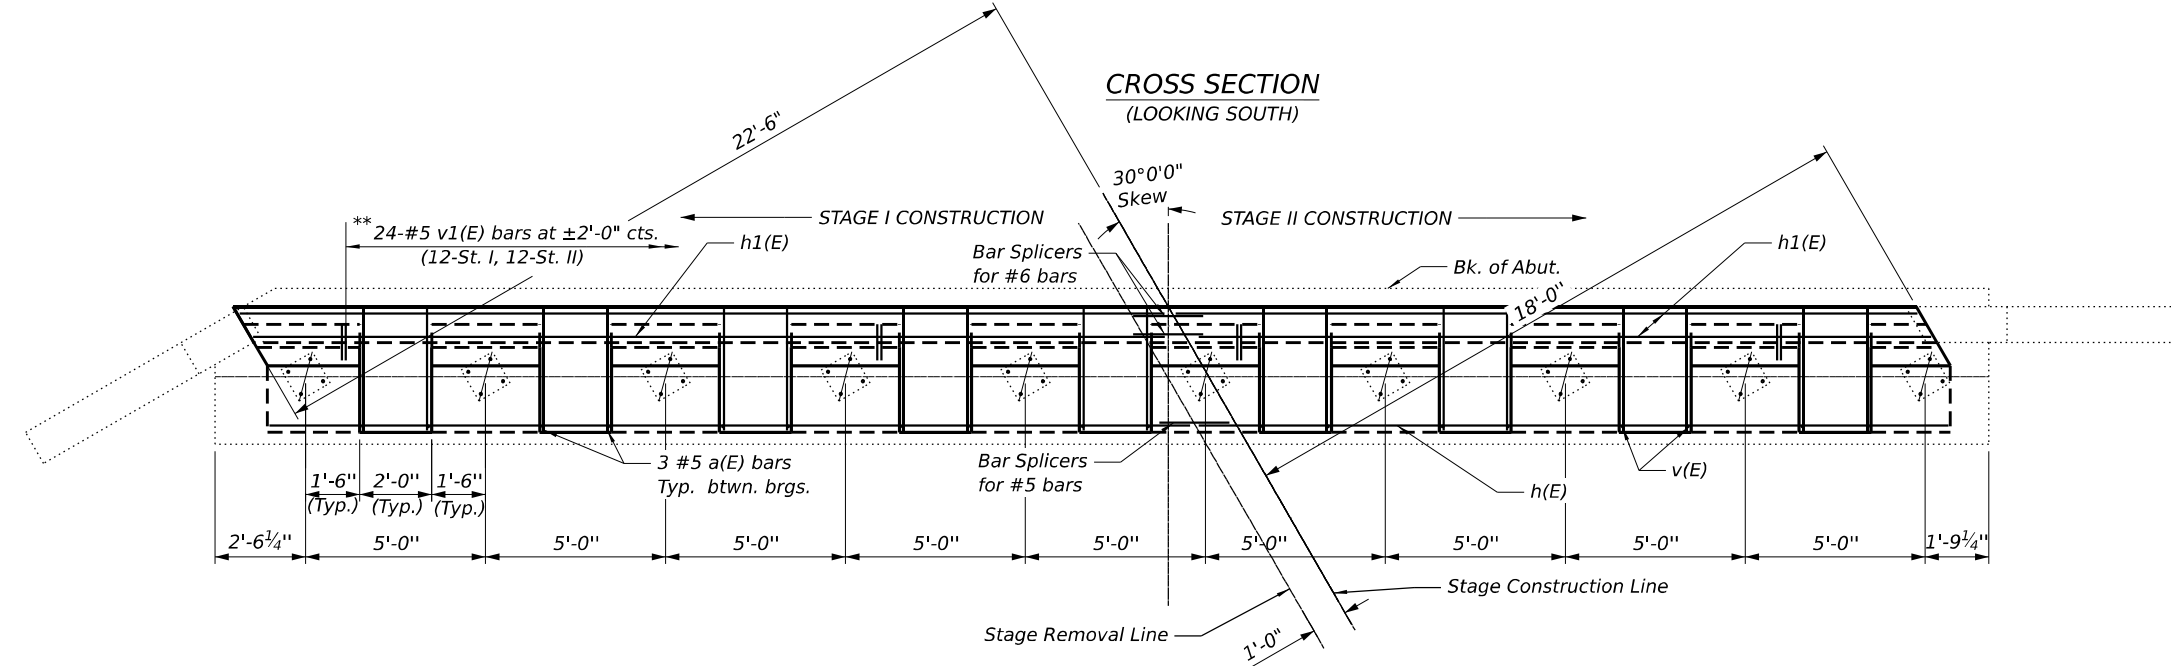 CROSS SECTION
(LOOKING SOUTH)
22'-6"
30°0'0"
Skew
STAGE I CONSTRUCTION
STAGE II CONSTRUCTION
** 24-#5 v1(E) bars at ±2'-0" cts.
(12-St. I, 12-St. II)
h1(E)
h1(E)
Bar Splicers
for #6 bars
Bk. of Abut.
18'-0"
3 #5 a(E) bars
Typ. btwn. brgs.
Bar Splicers
for #5 bars
v(E)
h(E)
1'-6" 2'-0" 1'-6"
(Typ.) (Typ.) (Typ.)
2'-6¼" 5'-0" 5'-0" 5'-0" 5'-0" 5'-0" 5'-0" 5'-0" 5'-0" 5'-0" 1'-9¼"
Stage Construction Line
Stage Removal Line
1'-0"